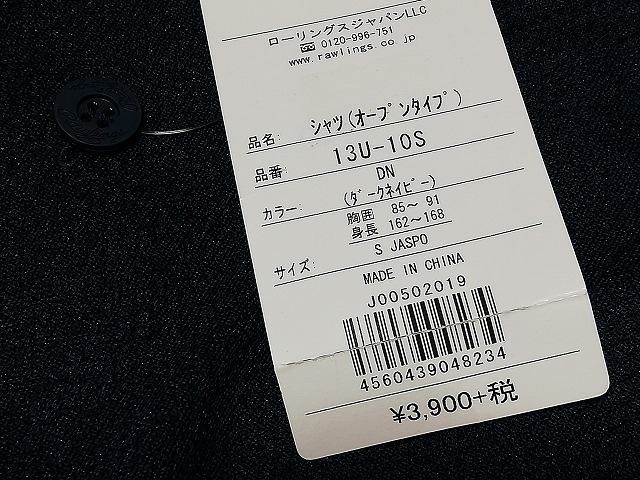 ローリングスジャパンLLC
0120-996-751
www.rawlings.co.jp
品名: シャツ(オープンタイプ)
品番: 13U-10S
DN
カラー: (ダークネイビー)
胸囲 85～ 91
身長 162～168
サイズ: S JASPO
MADE IN CHINA
J00502019
4560439048234
¥3,900+税